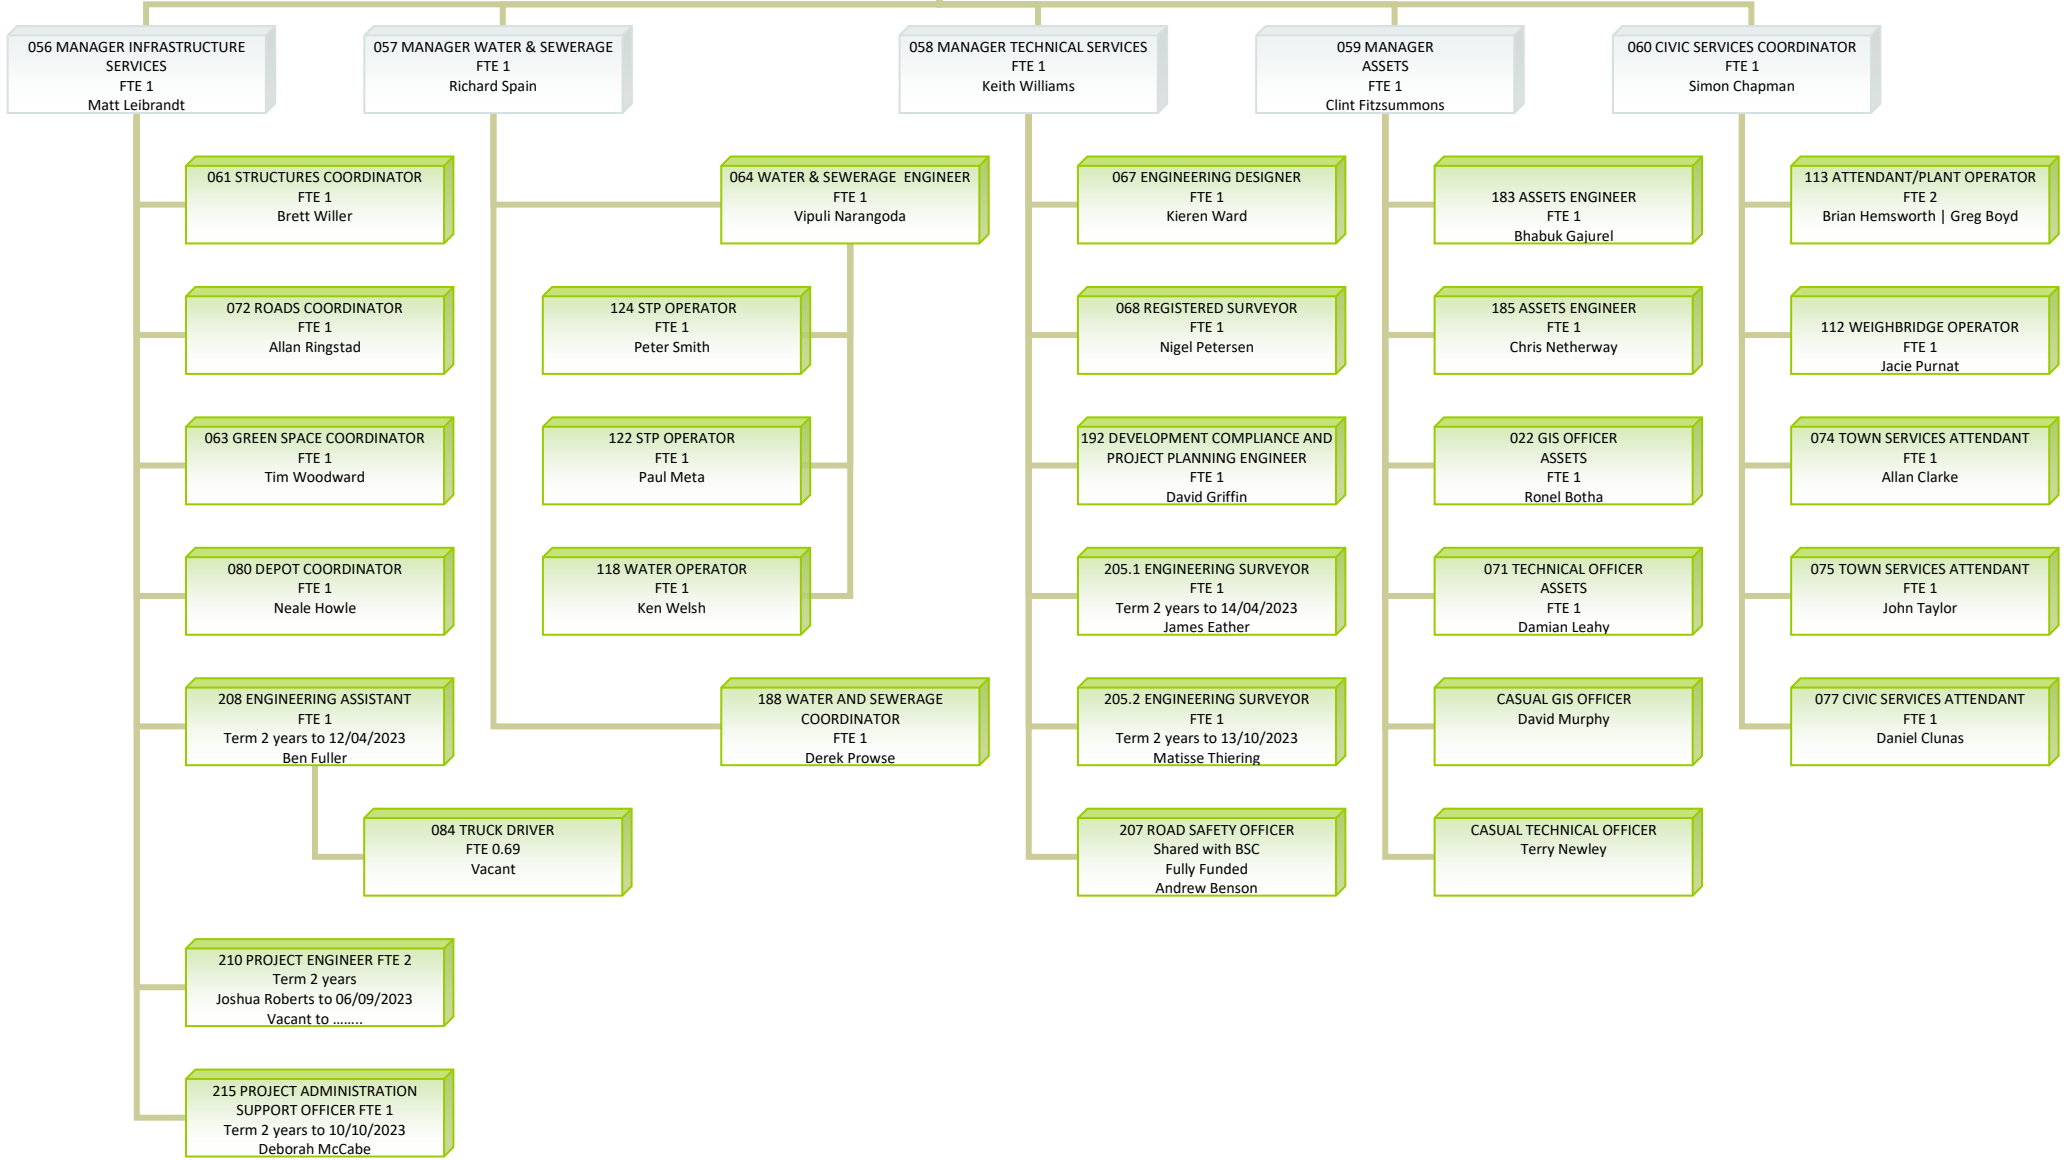 056 MANAGER INFRASTRUCTURE
SERVICES
FTE 1
Matt Leibrandt
057 MANAGER WATER & SEWERAGE
FTE 1
Richard Spain
058 MANAGER TECHNICAL SERVICES
FTE 1
Keith Williams
059 MANAGER
ASSETS
FTE 1
Clint Fitzsummons
060 CIVIC SERVICES COORDINATOR
FTE 1
Simon Chapman
061 STRUCTURES COORDINATOR
FTE 1
Brett Willer
072 ROADS COORDINATOR
FTE 1
Allan Ringstad
063 GREEN SPACE COORDINATOR
FTE 1
Tim Woodward
080 DEPOT COORDINATOR
FTE 1
Neale Howle
208 ENGINEERING ASSISTANT
FTE 1
Term 2 years to 12/04/2023
Ben Fuller
084 TRUCK DRIVER
FTE 0.69
Vacant
210 PROJECT ENGINEER FTE 2
Term 2 years
Joshua Roberts to 06/09/2023
Vacant to ........
215 PROJECT ADMINISTRATION
SUPPORT OFFICER FTE 1
Term 2 years to 10/10/2023
Deborah McCabe
064 WATER & SEWERAGE ENGINEER
FTE 1
Vipuli Narangoda
124 STP OPERATOR
FTE 1
Peter Smith
122 STP OPERATOR
FTE 1
Paul Meta
118 WATER OPERATOR
FTE 1
Ken Welsh
188 WATER AND SEWERAGE
COORDINATOR
FTE 1
Derek Prowse
067 ENGINEERING DESIGNER
FTE 1
Kieren Ward
068 REGISTERED SURVEYOR
FTE 1
Nigel Petersen
192 DEVELOPMENT COMPLIANCE AND
PROJECT PLANNING ENGINEER
FTE 1
David Griffin
205.1 ENGINEERING SURVEYOR
FTE 1
Term 2 years to 14/04/2023
James Eather
205.2 ENGINEERING SURVEYOR
FTE 1
Term 2 years to 13/10/2023
Matisse Thiering
207 ROAD SAFETY OFFICER
Shared with BSC
Fully Funded
Andrew Benson
183 ASSETS ENGINEER
FTE 1
Bhabuk Gajurel
185 ASSETS ENGINEER
FTE 1
Chris Netherway
022 GIS OFFICER
ASSETS
FTE 1
Ronel Botha
071 TECHNICAL OFFICER
ASSETS
FTE 1
Damian Leahy
CASUAL GIS OFFICER
David Murphy
CASUAL TECHNICAL OFFICER
Terry Newley
113 ATTENDANT/PLANT OPERATOR
FTE 2
Brian Hemsworth | Greg Boyd
112 WEIGHBRIDGE OPERATOR
FTE 1
Jacie Purnat
074 TOWN SERVICES ATTENDANT
FTE 1
Allan Clarke
075 TOWN SERVICES ATTENDANT
FTE 1
John Taylor
077 CIVIC SERVICES ATTENDANT
FTE 1
Daniel Clunas